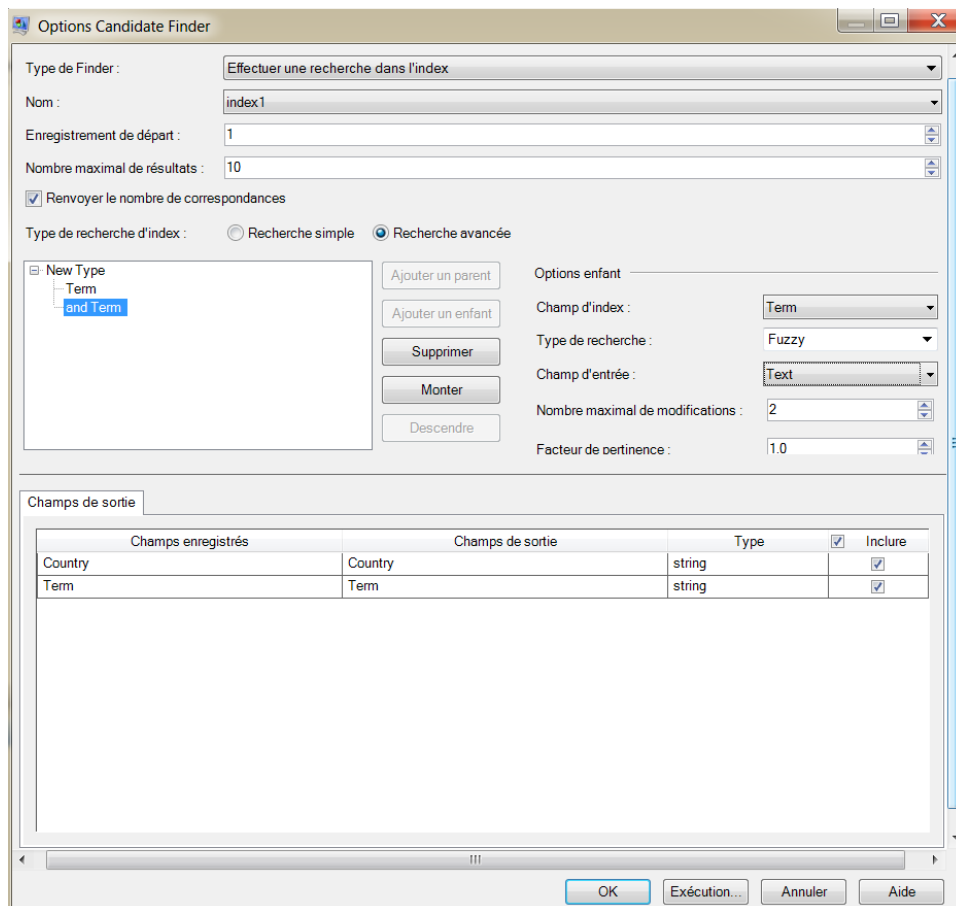 Options Candidate Finder
Type de Finder :
Effectuer une recherche dans l'index
Nom :
index1
Enregistrement de départ :
1
Nombre maximal de résultats :
10
Renvoyer le nombre de correspondances
Type de recherche d'index :
Recherche simple
Recherche avancée
New Type
Term
and Term
Ajouter un parent
Ajouter un enfant
Supprimer
Monter
Descendre
Options enfant
Champ d'index :
Term
Type de recherche :
Fuzzy
Champ d'entrée :
Text
Nombre maximal de modifications :
2
Facteur de pertinence :
1.0
Champs de sortie
Champs enregistrés Champs de sortie Type Inclure
Country Country string
Term Term string
OK Exécution... Annuler Aide